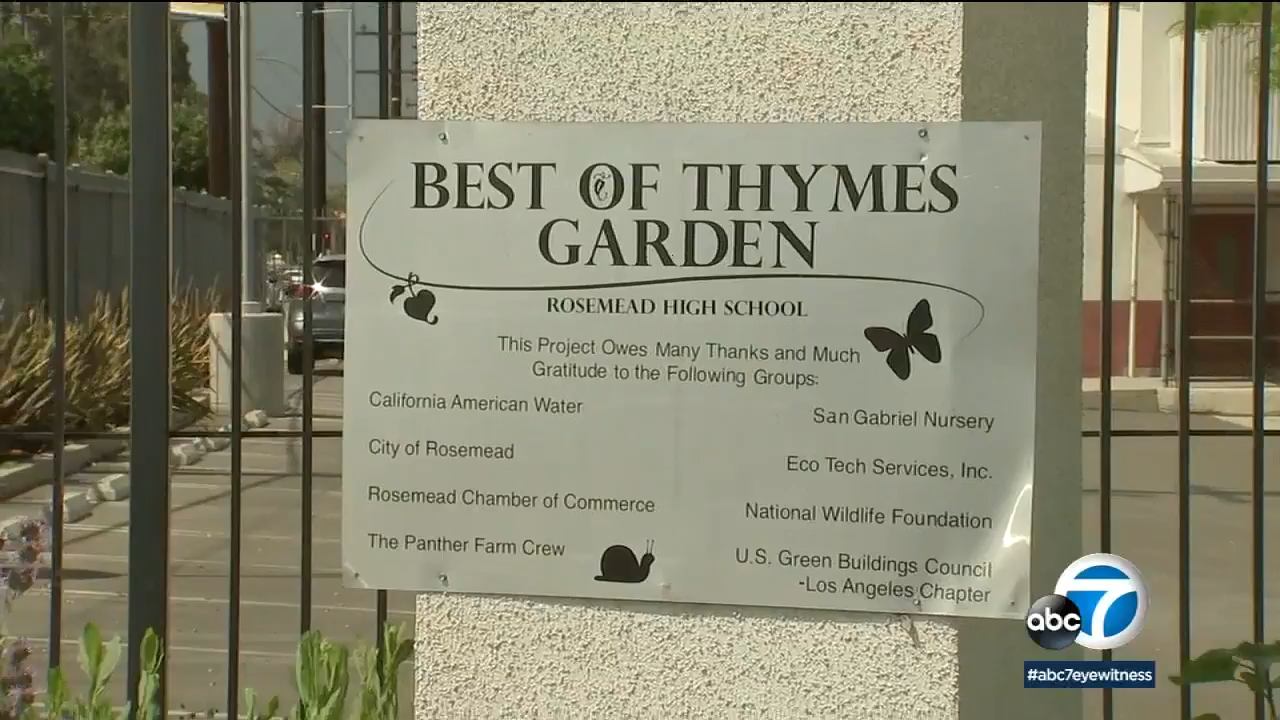 BEST OF THYMES
GARDEN
ROSEMEAD HIGH SCHOOL
This Project Owes Many Thanks and Much
Gratitude to the Following Groups:
California American Water
City of Rosemead
Rosemead Chamber of Commerce
The Panther Farm Crew
San Gabriel Nursery
Eco Tech Services, Inc.
National Wildlife Foundation
U.S. Green Buildings Council
-Los Angeles Chapter
abc 7
#abc7eyewitness